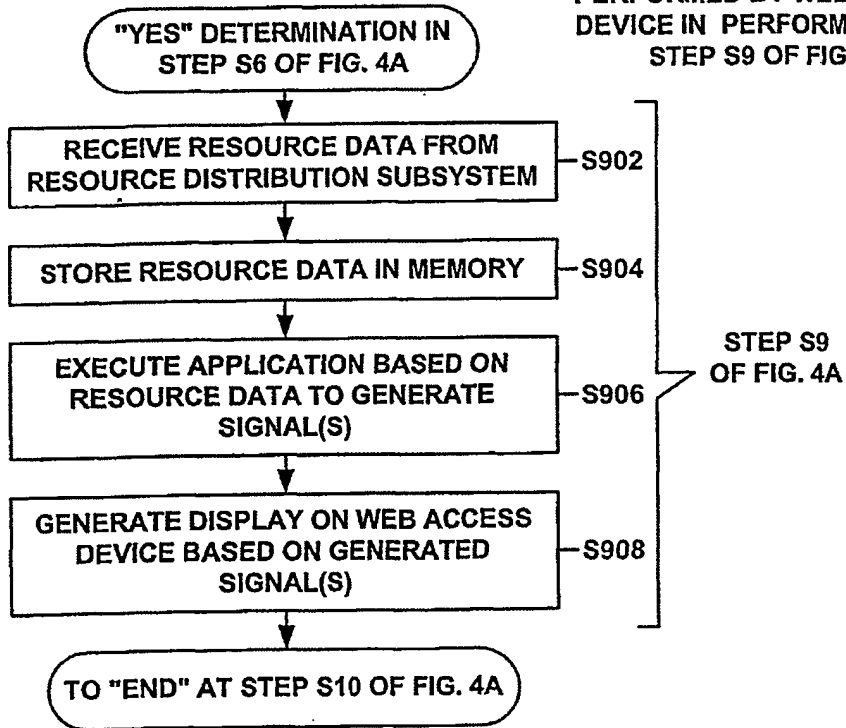 "YES" DETERMINATION IN
STEP S6 OF FIG. 4A
DEVICE IN PERFORM
STEP S9 OF FIG
RECEIVE RESOURCE DATA FROM
RESOURCE DISTRIBUTION SUBSYSTEM
S902
STORE RESOURCE DATA IN MEMORY
S904
EXECUTE APPLICATION BASED ON
RESOURCE DATA TO GENERATE
SIGNAL(S)
S906
STEP S9
OF FIG. 4A
GENERATE DISPLAY ON WEB ACCESS
DEVICE BASED ON GENERATED
SIGNAL(S)
S908
TO "END" AT STEP S10 OF FIG. 4A